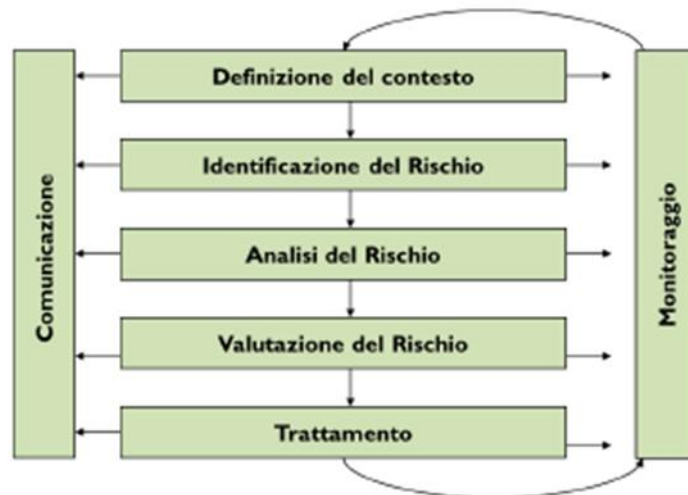 Definizione del contesto
Identificazione del Rischio
Analisi del Rischio
Valutazione del Rischio
Trattamento
Comunicazione
Monitoraggio